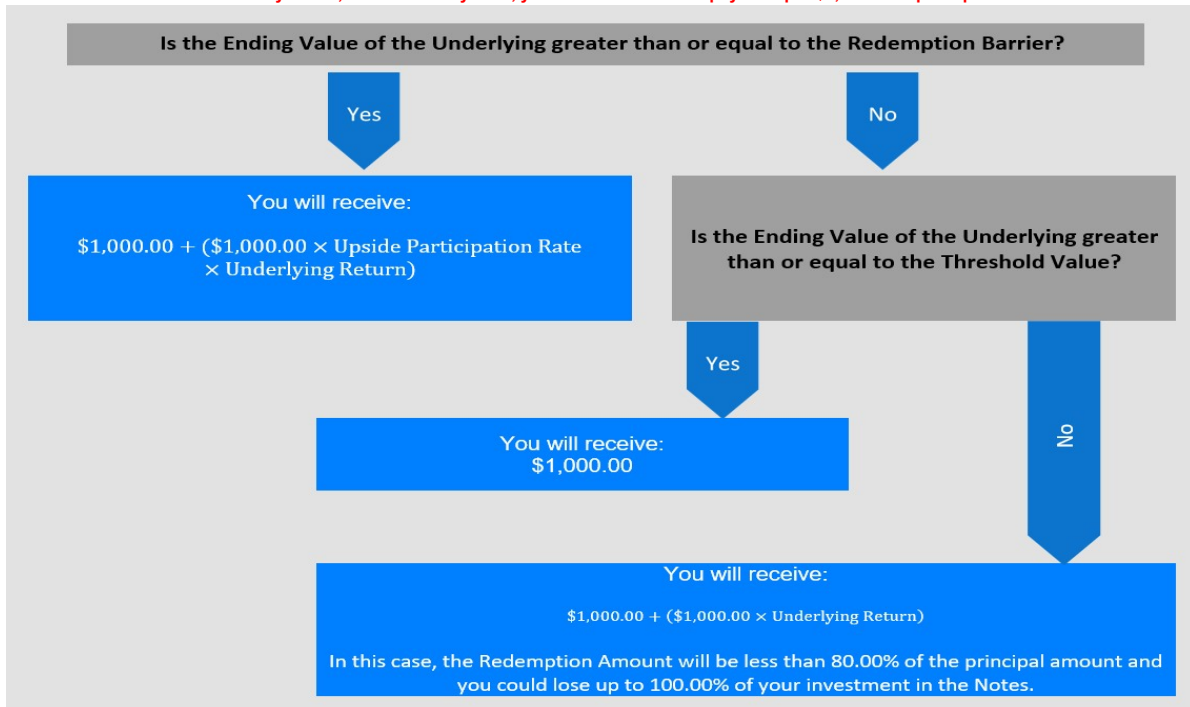 Is the Ending Value of the Underlying greater than or equal to the Redemption Barrier?
Yes
No
You will receive:
$1,000.00 + ($1,000.00 × Upside Participation Rate
× Underlying Return)
Is the Ending Value of the Underlying greater
than or equal to the Threshold Value?
Yes
No
You will receive:
$1,000.00
You will receive:
$1,000.00 + ($1,000.00 × Underlying Return)
In this case, the Redemption Amount will be less than 80.00% of the principal amount and
you could lose up to 100.00% of your investment in the Notes.